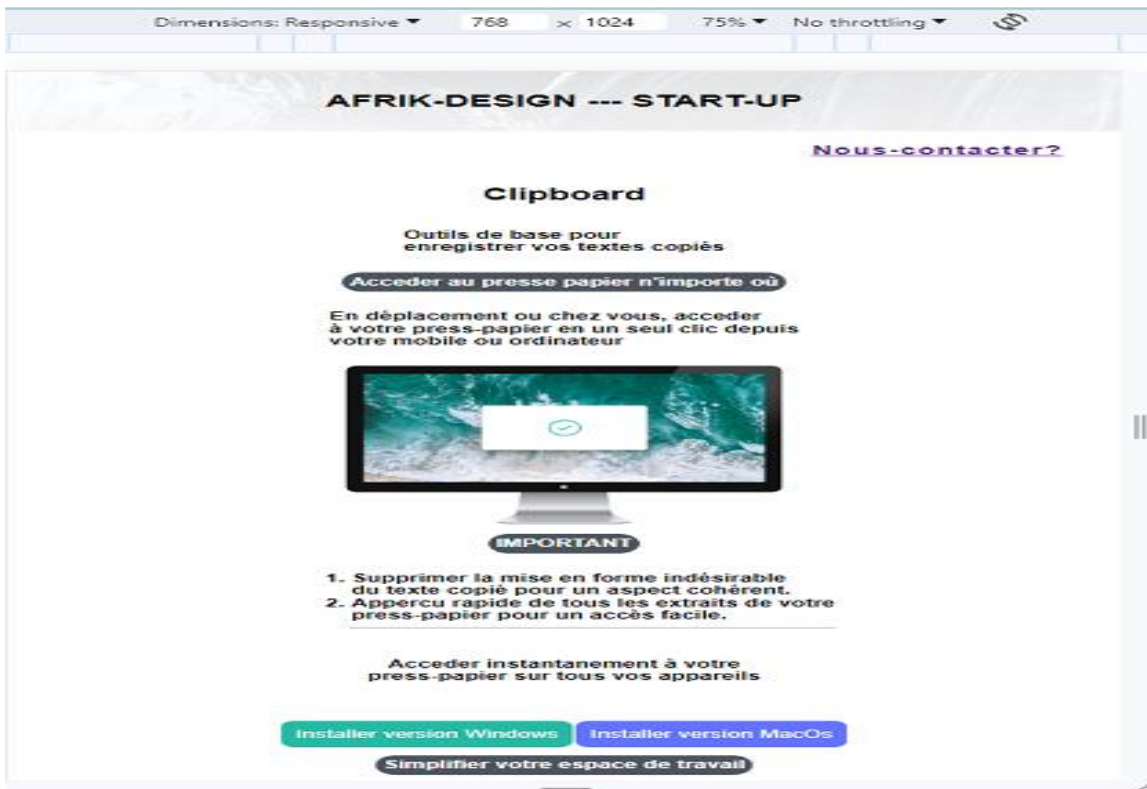 Dimensions: Responsive 768 × 1024 75% No throttling
AFRIK-DESIGN --- START-UP
Nous-contacter?
Clipboard
Outils de base pour
enregistrer vos textes copiés
Acceder au presse papier n'importe où
En déplacement ou chez vous, acceder
à votre press-papier en un seul clic depuis
votre mobile ou ordinateur
IMPORTANT
1. Supprimer la mise en forme indésirable
du texte copié pour un aspect cohérent.
2. Appercu rapide de tous les extraits de votre
press-papier pour un accès facile.
Acceder instantanement à votre
press-papier sur tous vos appareils
Installer version Windows Installer version MacOs
Simplifier votre espace de travail